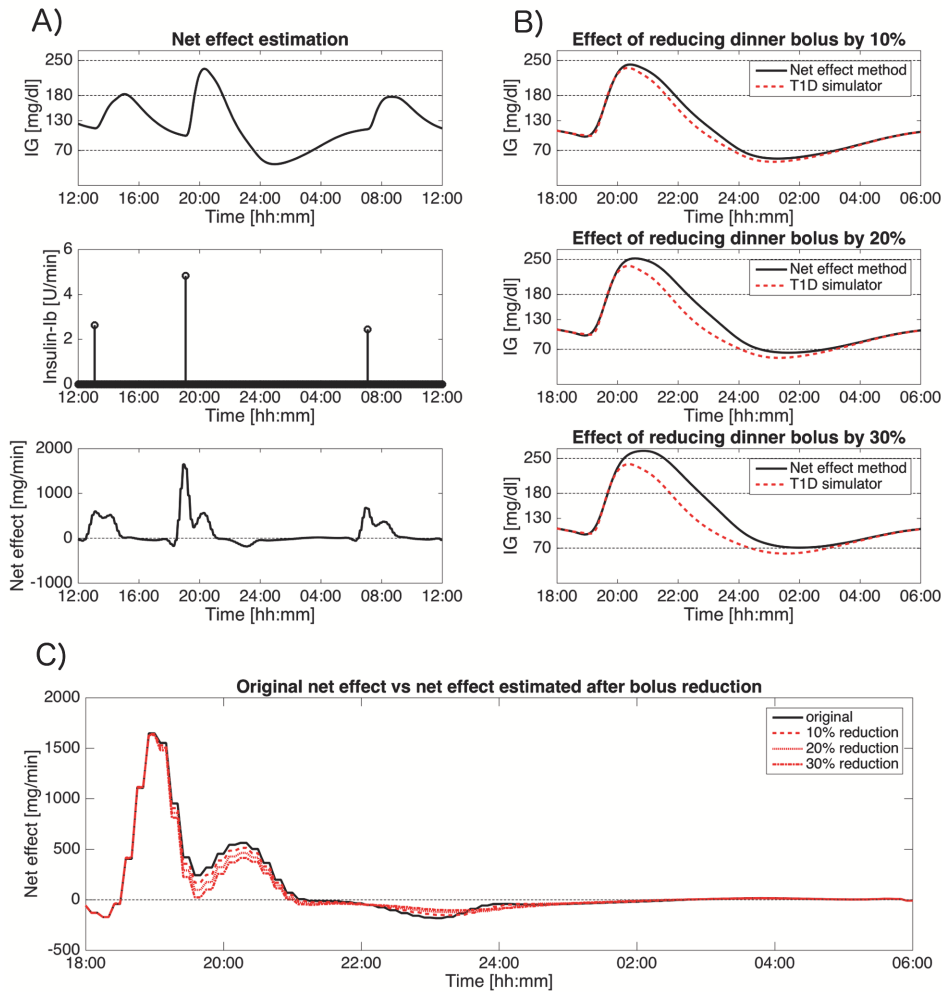 A)
Net effect estimation
IG [mg/dl]
250
180
130
70
12:00 16:00 20:00 24:00 04:00 08:00 12:00
Time [hh:mm]
Insulin-Ib [U/min]
6
4
2
0
12:00 16:00 20:00 24:00 04:00 08:00 12:00
Time [hh:mm]
Net effect [mg/min]
2000
1000
0
-1000
12:00 16:00 20:00 24:00 04:00 08:00 12:00
Time [hh:mm]
B)
Effect of reducing dinner bolus by 10%
IG [mg/dl]
250
180
130
70
Net effect method
T1D simulator
18:00 20:00 22:00 24:00 02:00 04:00 06:00
Time [hh:mm]
Effect of reducing dinner bolus by 20%
IG [mg/dl]
250
180
130
70
Net effect method
T1D simulator
18:00 20:00 22:00 24:00 02:00 04:00 06:00
Time [hh:mm]
Effect of reducing dinner bolus by 30%
IG [mg/dl]
250
180
130
70
Net effect method
T1D simulator
18:00 20:00 22:00 24:00 02:00 04:00 06:00
Time [hh:mm]
C)
Original net effect vs net effect estimated after bolus reduction
Net effect [mg/min]
2000
1500
1000
500
0
-500
original
10% reduction
20% reduction
30% reduction
18:00 20:00 22:00 24:00 02:00 04:00 06:00
Time [hh:mm]